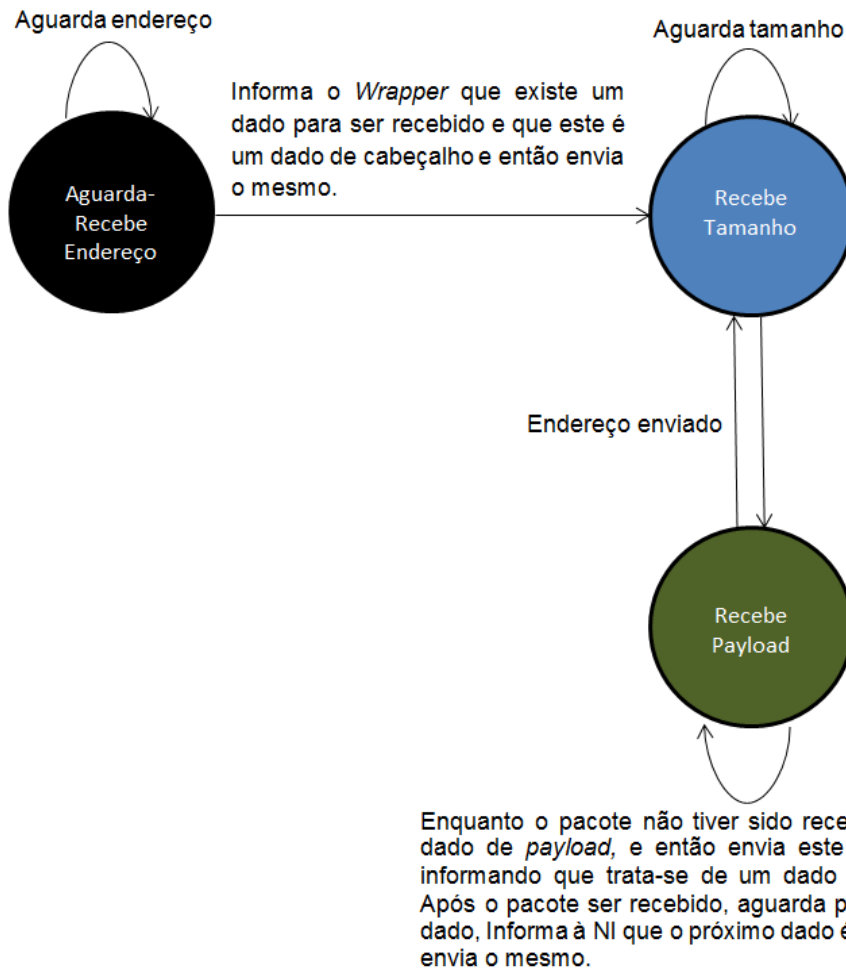 Aguarda endereço
Aguarda tamanho
Informa o Wrapper que existe um
dado para ser recebido e que este é
um dado de cabeçalho e então envia
o mesmo.
Aguarda-
Recebe
Endereço
Recebe
Tamanho
Endereço enviado
Recebe
Payload
Enquanto o pacote não tiver sido rece
dado de payload, e então envia este
informando que trata-se de um dado
Após o pacote ser recebido, aguarda p
dado, Informa à NI que o próximo dado é
envia o mesmo.